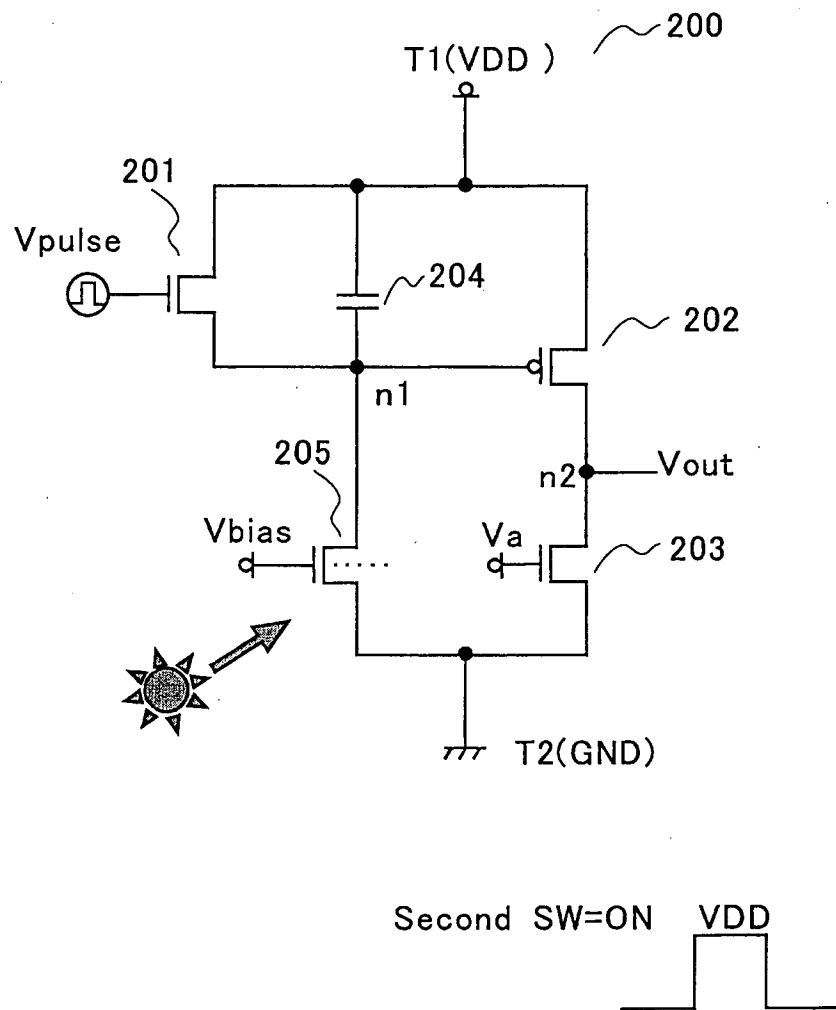 200
T1(VDD )
201
Vpulse
204
202
n1
205
n2
Vout
Vbias
Va
203
T2(GND)
Second SW=ON VDD